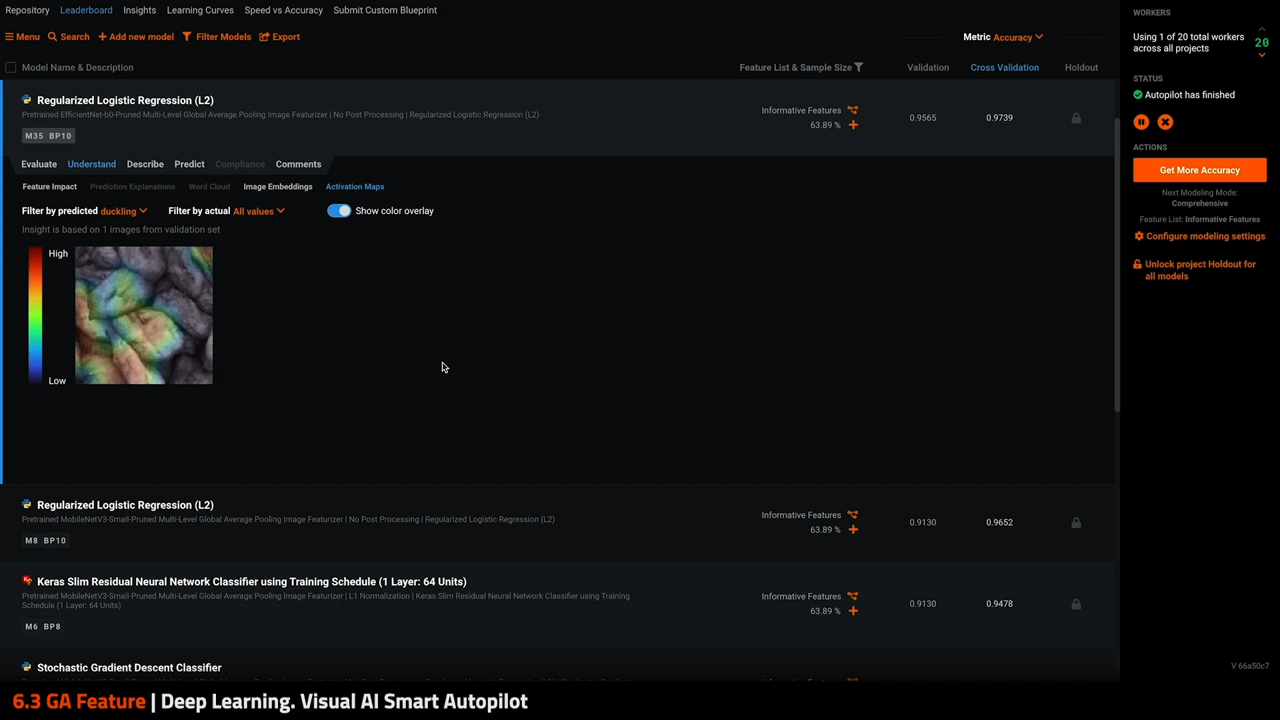 Repository Leaderboard Insights Learning Curves Speed vs Accuracy Submit Custom Blueprint
Menu Search Add new model Filter Models Export
Metric Accuracy
Model Name & Description Feature List & Sample Size Validation Cross Validation Holdout
Regularized Logistic Regression (L2)
Pretrained EfficientNet-b0-Pruned Multi-Level Global Average Pooling Image Featurizer | No Post Processing | Regularized Logistic Regression (L2)
M35 BP10
Informative Features
63.89 %
0.9565 0.9739
Evaluate Understand Describe Predict Compliance Comments
Feature Impact Prediction Explanations Word Cloud Image Embeddings Activation Maps
Filter by predicted duckling Filter by actual All values Show color overlay
Insight is based on 1 images from validation set
High
Low
Regularized Logistic Regression (L2)
Pretrained MobileNetV3-Small-Pruned Multi-Level Global Average Pooling Image Featurizer | No Post Processing | Regularized Logistic Regression (L2)
M8 BP10
Informative Features
63.89 %
0.9130 0.9652
Keras Slim Residual Neural Network Classifier using Training Schedule (1 Layer: 64 Units)
Pretrained MobileNetV3-Small-Pruned Multi-Level Global Average Pooling Image Featurizer | L1 Normalization | Keras Slim Residual Neural Network Classifier using Training
Schedule (1 Layer: 64 Units)
M6 BP8
Informative Features
63.89 %
0.9130 0.9478
Stochastic Gradient Descent Classifier
WORKERS
Using 1 of 20 total workers
across all projects
20
STATUS
Autopilot has finished
ACTIONS
Get More Accuracy
Next Modeling Mode:
Comprehensive
Feature List: Informative Features
Configure modeling settings
Unlock project Holdout for
all models
V 66a50c7
6.3 GA Feature | Deep Learning. Visual AI Smart Autopilot